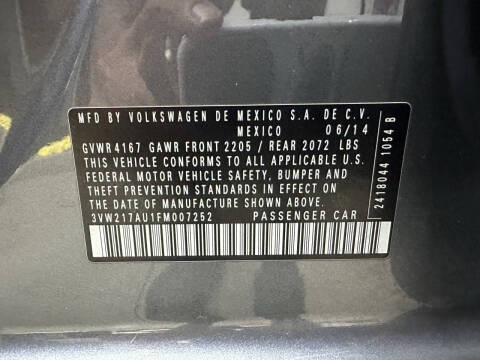 MFD BY VOLKSWAGEN DE MEXICO S.A. DE C.V.
MEXICO 06/14
GVWR 4167 GAWR FRONT 2205 / REAR 2072 LBS
THIS VEHICLE CONFORMS TO ALL APPLICABLE U.S.
FEDERAL MOTOR VEHICLE SAFETY, BUMPER AND
THEFT PREVENTION STANDARDS IN EFFECT ON
THE DATE OF MANUFACTURE SHOWN ABOVE.
3VW217AU1FM007252 PASSENGER CAR
2418044 1054 B